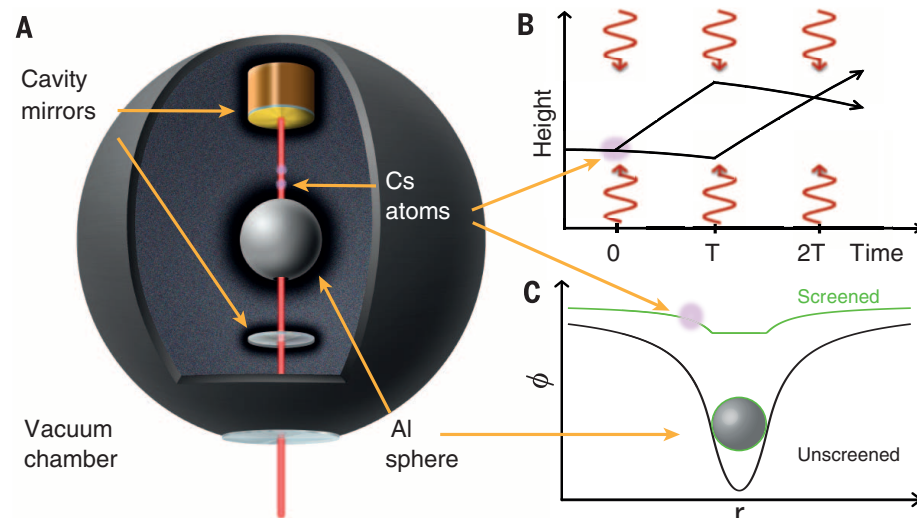 A
Cavity
mirrors
Cs
atoms
Vacuum
chamber
Al
sphere
B
Height
0
T
2T
Time
C
Screened
ϕ
Unscreened
r